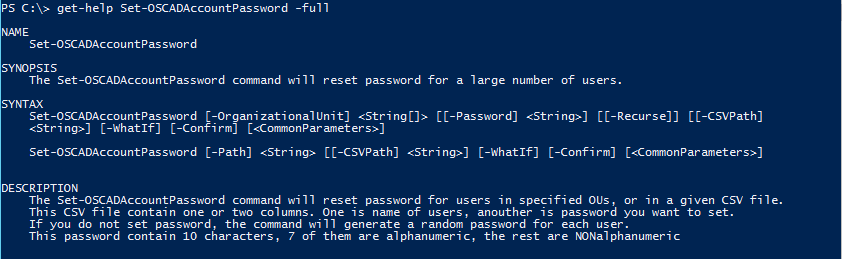 PS C:\> get-help Set-OSCADAccountPassword -full
NAME
Set-OSCADAccountPassword
SYNOPSIS
The Set-OSCADAccountPassword command will reset password for a large number of users.
SYNTAX
Set-OSCADAccountPassword [-OrganizationalUnit] <String[]> [[-Password] <String>] [[-Recurse]] [[-CSVPath]
<String>] [-WhatIf] [-Confirm] [<CommonParameters>]
Set-OSCADAccountPassword [-Path] <String> [[-CSVPath] <String>] [-WhatIf] [-Confirm] [<CommonParameters>]
DESCRIPTION
The Set-OSCADAccountPassword command will reset password for users in specified OUs, or in a given CSV file.
This CSV file contain one or two columns. One is name of users, anouther is password you want to set.
If you do not set password, the command will generate a random password for each user.
This password contain 10 characters, 7 of them are alphanumeric, the rest are NONalphanumeric